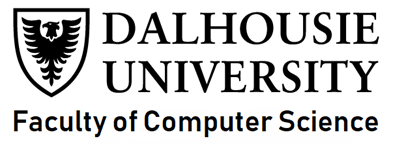 DALHOUSIE
UNIVERSITY
Faculty of Computer Science